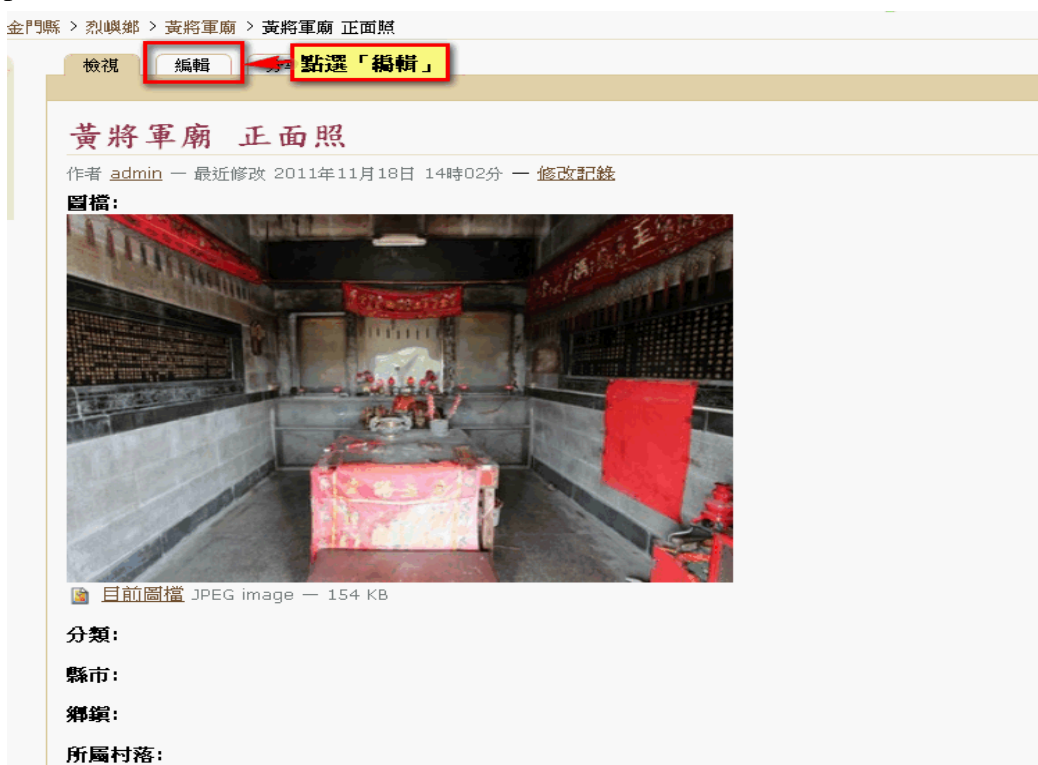 金門縣 > 烈嶼鄉 > 黃將軍廟 > 黃將軍廟 正面照
檢視 編輯 點選「編輯」
黃將軍廟 正面照
作者 admin — 最近修改 2011年11月18日 14時02分 — 修改記錄
圖檔:
目前圖檔 JPEG image — 154 KB
分類:
縣市:
鄉鎮:
所屬村落: